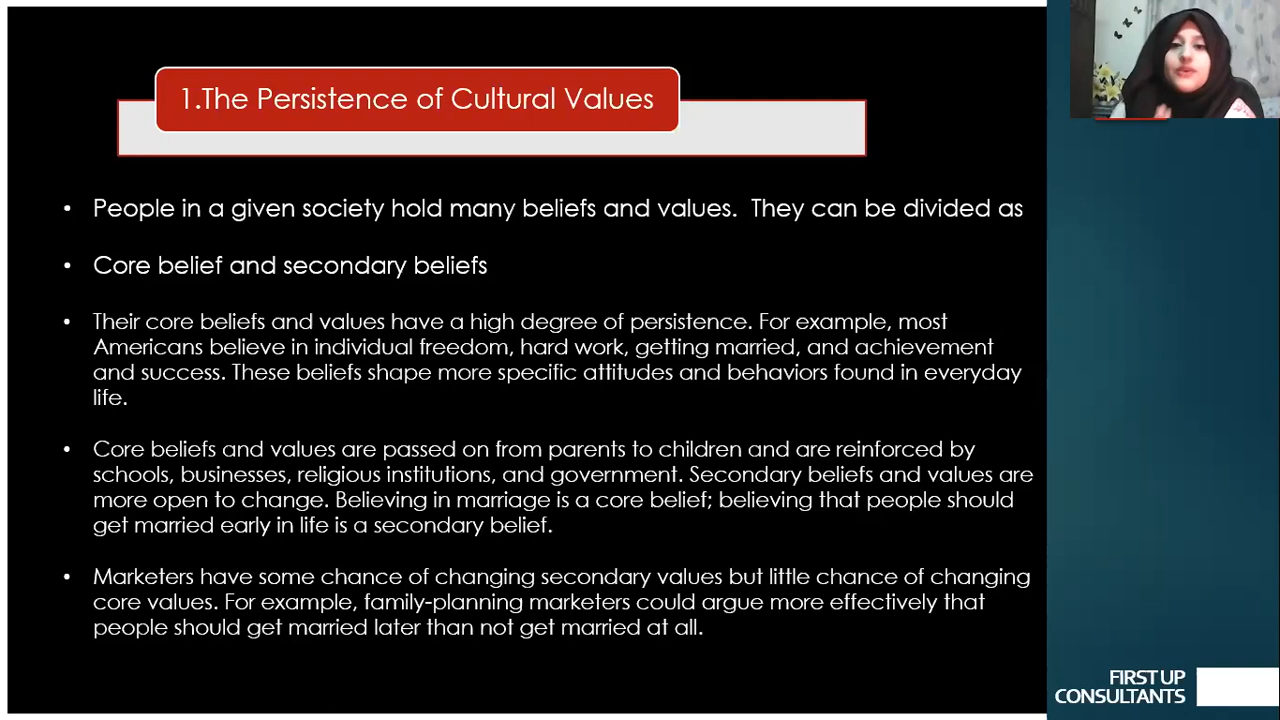 1.The Persistence of Cultural Values
• People in a given society hold many beliefs and values. They can be divided as
• Core belief and secondary beliefs
• Their core beliefs and values have a high degree of persistence. For example, most
Americans believe in individual freedom, hard work, getting married, and achievement
and success. These beliefs shape more specific attitudes and behaviors found in everyday
life.
• Core beliefs and values are passed on from parents to children and are reinforced by
schools, businesses, religious institutions, and government. Secondary beliefs and values are
more open to change. Believing in marriage is a core belief; believing that people should
get married early in life is a secondary belief.
• Marketers have some chance of changing secondary values but little chance of changing
core values. For example, family-planning marketers could argue more effectively that
people should get married later than not get married at all.
FIRST UP
CONSULTANTS